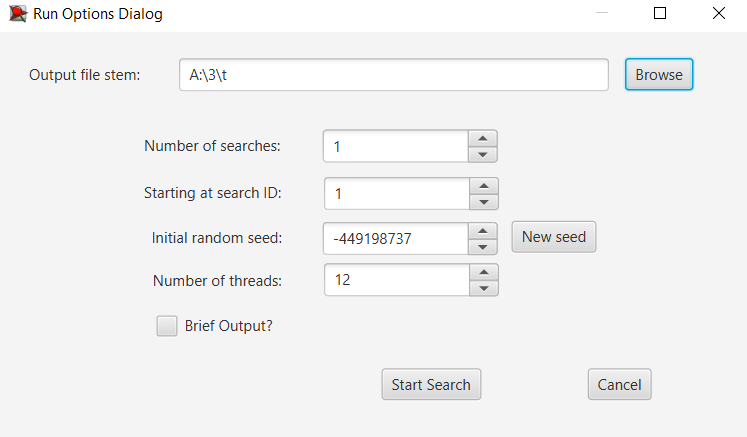 Run Options Dialog
Output file stem: A:\3\t Browse
Number of searches: 1
Starting at search ID: 1
Initial random seed: -449198737 New seed
Number of threads: 12
Brief Output?
Start Search Cancel